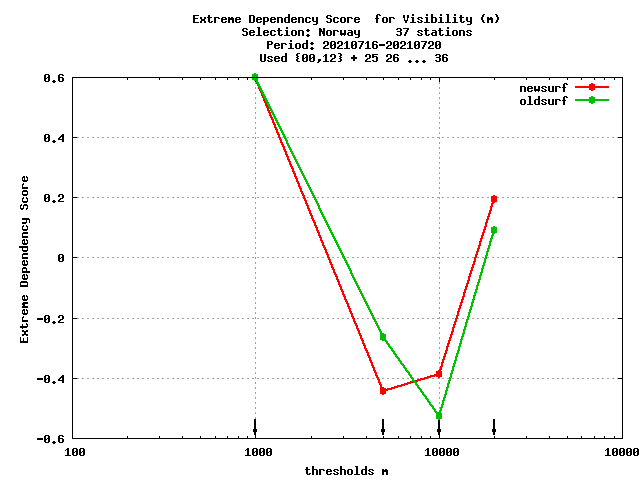 Extreme Dependency Score  for Visibility (m)
Selection: Norway     37 stations
Period: 20210716-20210720
Used {00,12} + 25 26 ... 36
newsurf
oldsurf
0.6
0.4
0.2
0
-0.2
-0.4
-0.6
Extreme Dependency Score
100
1000
10000
10000
thresholds m